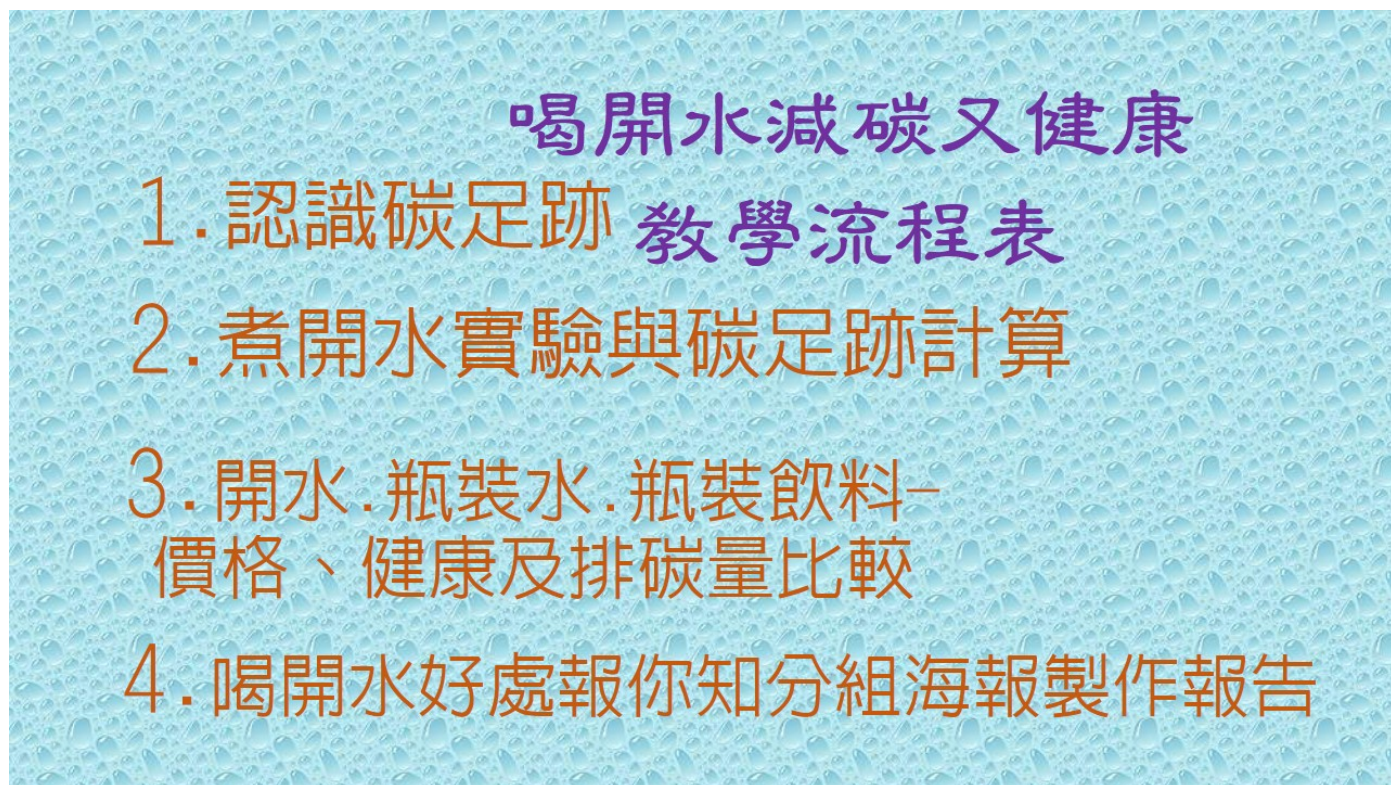 喝開水減碳又健康
教學流程表
1.認識碳足跡
2.煮開水實驗與碳足跡計算
3.開水.瓶裝水.瓶裝飲料-
價格、健康及排碳量比較
4.喝開水好處報你知分組海報製作報告